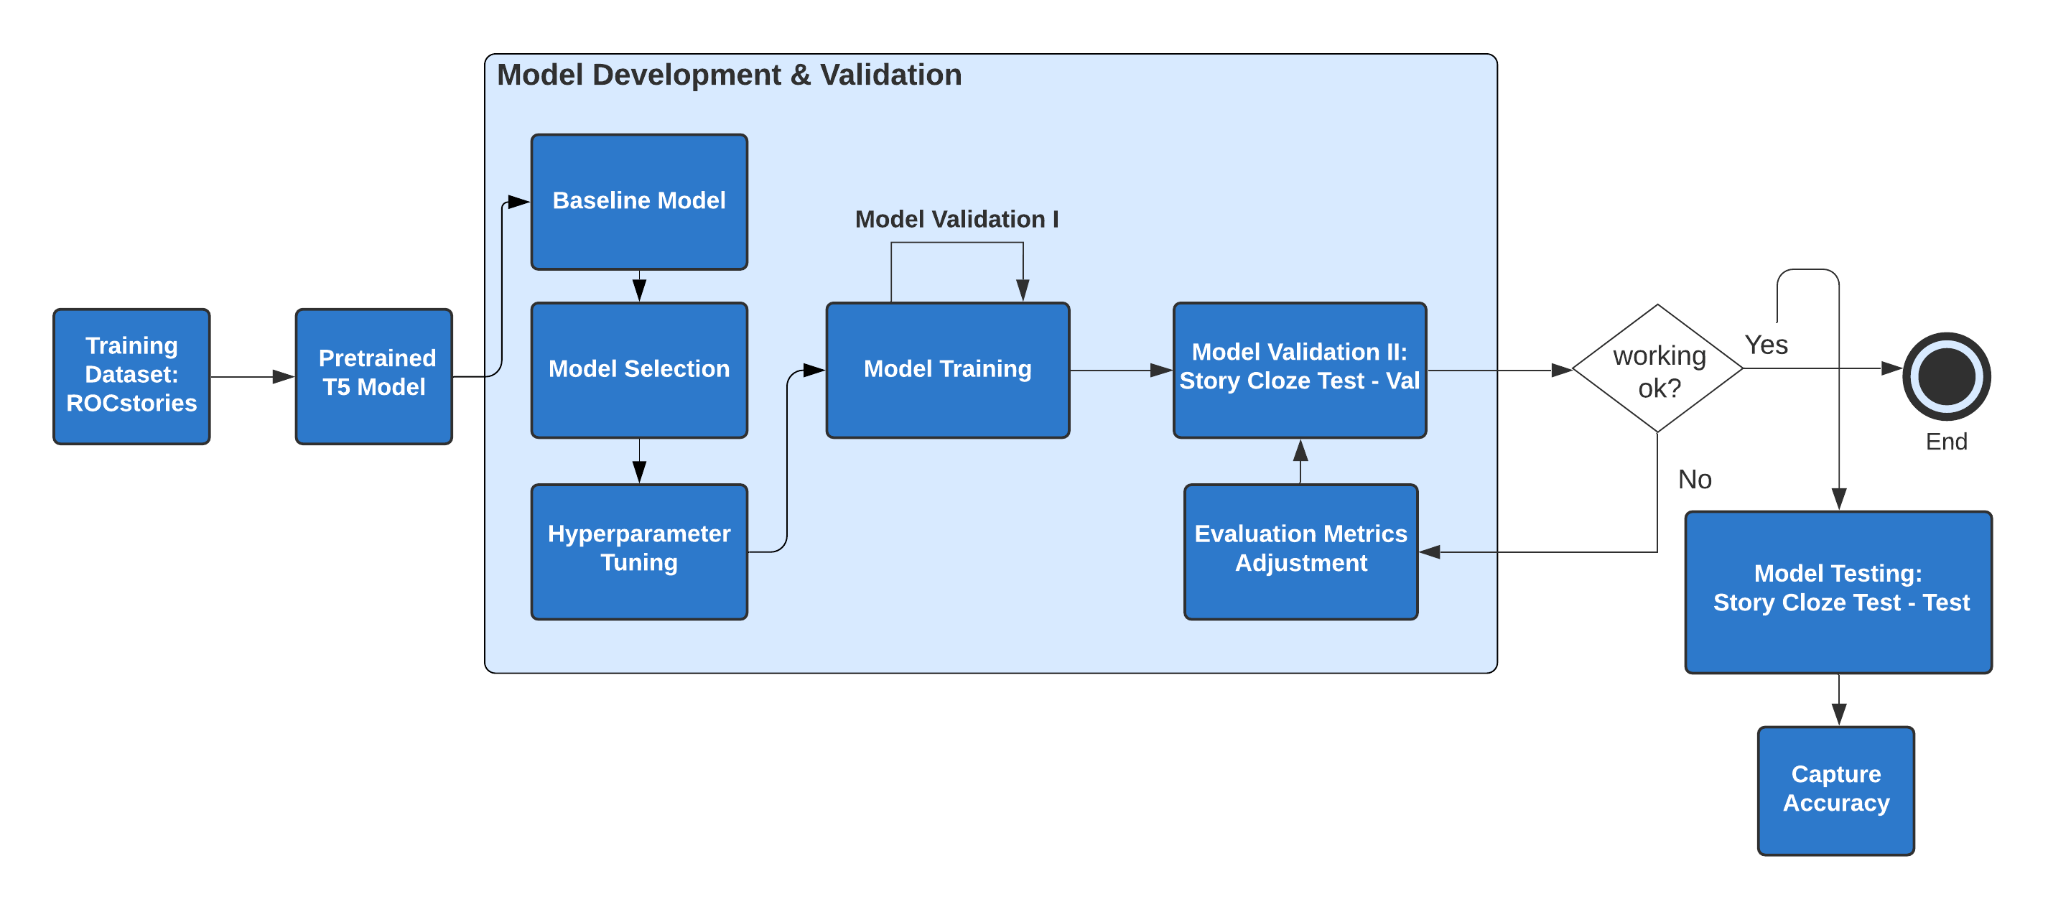 Model Development & Validation
Training
Dataset:
ROCstories
Pretrained
T5 Model
Baseline Model
Model Selection
Hyperparameter
Tuning
Model Validation I
Model Training
Model Validation II:
Story Cloze Test - Val
Evaluation Metrics
Adjustment
working
ok?
Yes
No
End
Model Testing:
Story Cloze Test - Test
Capture
Accuracy